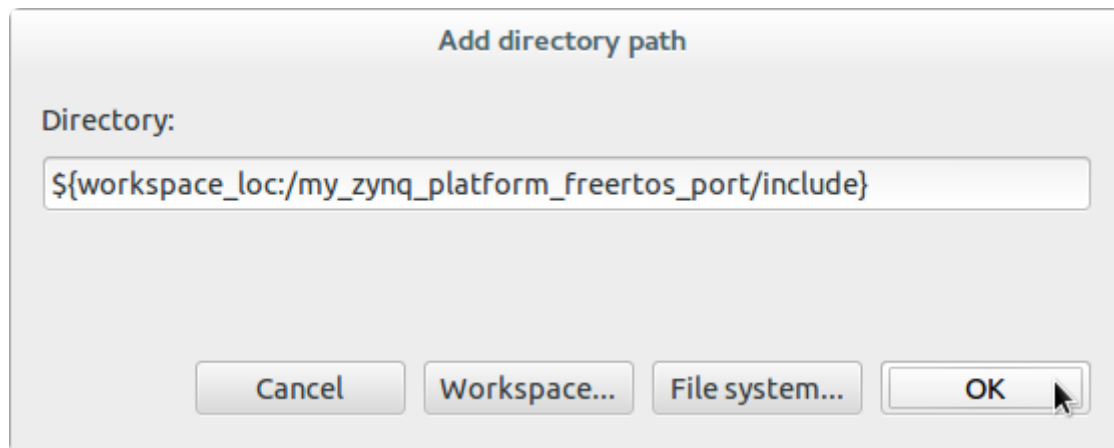 Add directory path
Directory:
${workspace_loc:/my_zynq_platform_freertos_port/include}
Cancel Workspace... File system... OK